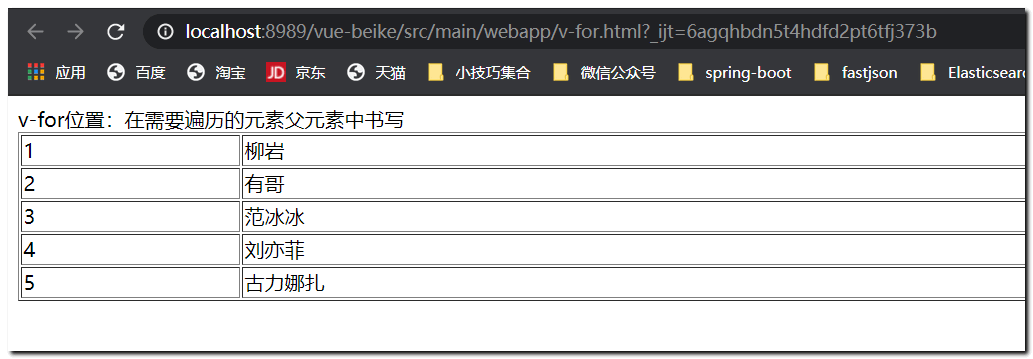 localhost:8989/vue-beike/src/main/webapp/v-for.html?_ijt=6agqhbdn5t4hdfd2pt6tfj373b
应用 百度 淘宝 JD 京东 天猫 小技巧集合 微信公众号 spring-boot fastjson Elasticsear
v-for位置：在需要遍历的元素父元素中书写
1 柳岩
2 有哥
3 范冰冰
4 刘亦菲
5 古力娜扎